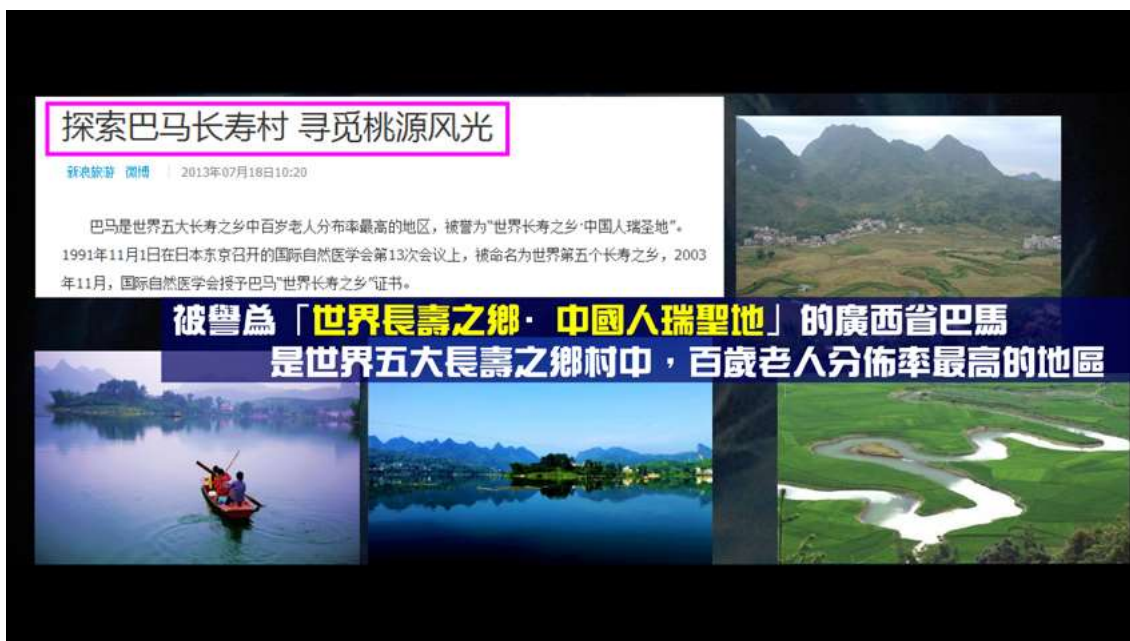 探索巴马长寿村 寻觅桃源风光
新浪旅游 微博 | 2013年07月18日10:20
巴马是世界五大长寿之乡中百岁老人分布率最高的地区，被誉为"世界长寿之乡·中国人瑞圣地"。
1991年11月1日在日本东京召开的国际自然医学会第13次会议上，被命名为世界第五个长寿之乡，2003
年11月，国际自然医学会授予巴马"世界长寿之乡"证书。
被譽為「世界長壽之鄉· 中國人瑞聖地」的廣西省巴馬
是世界五大長壽之鄉村中，百歲老人分佈率最高的地區